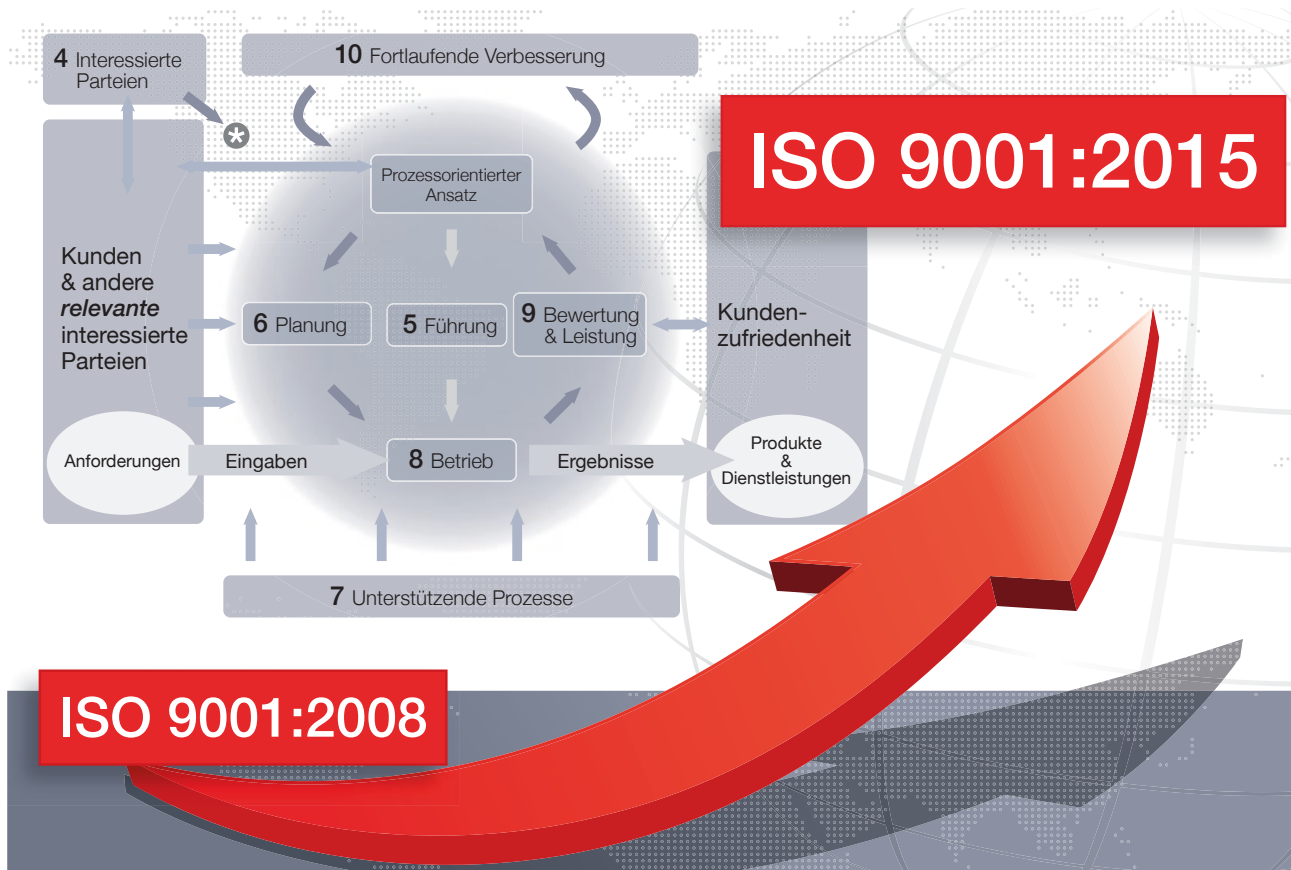 4 Interessierte
Parteien
10 Fortlaufende Verbesserung
*
ISO 9001:2015
Prozessorientierter
Ansatz
Kunden
& andere
relevante
interessierte
Parteien
6 Planung
5 Führung
9 Bewertung
& Leistung
Kunden-
zufriedenheit
Anforderungen
Eingaben
8 Betrieb
Ergebnisse
Produkte
&
Dienstleistungen
7 Unterstützende Prozesse
ISO 9001:2008